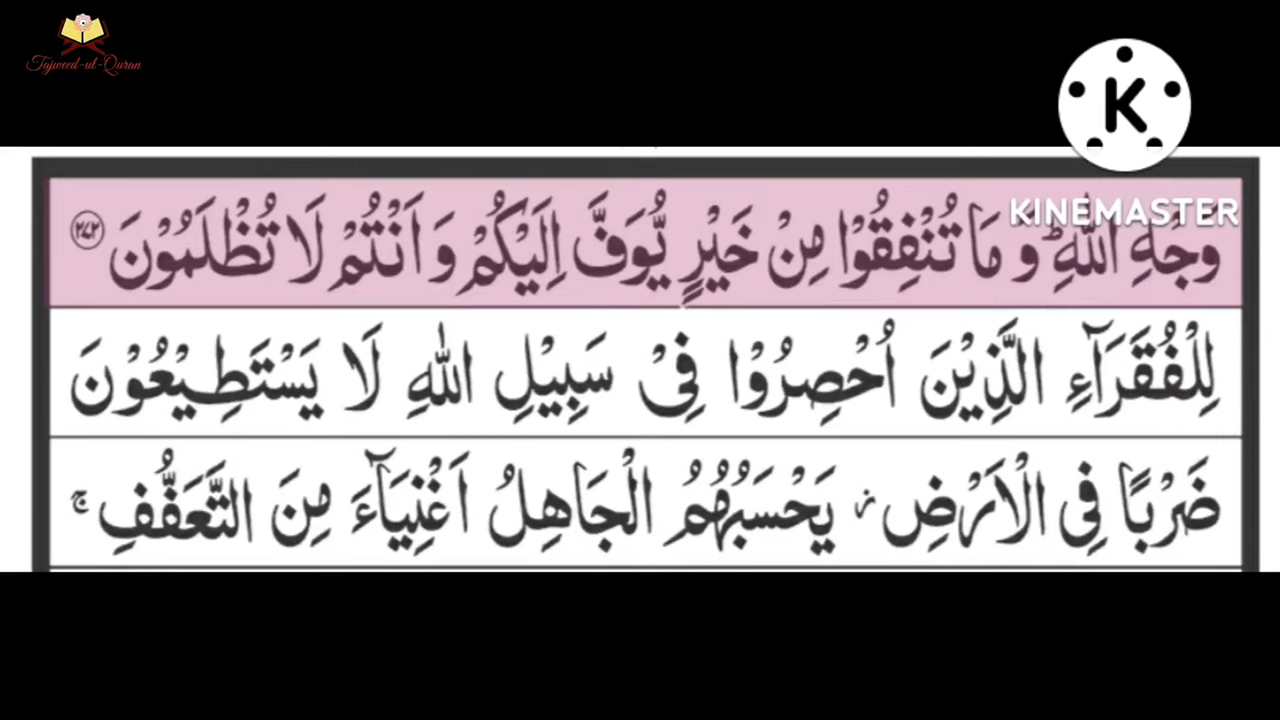 Tajweed-ul-Quran
K
KINEMASTER
وَجْهِ اللّٰهِؕ وَ مَا تُنْفِقُوْا مِنْ خَیْرٍ یُّوَفَّ اِلَیْكُمْ وَ اَنْتُمْ لَا تُظْلَمُوْنَ ۲۷۲
لِلْفُقَرَآءِ الَّذِیْنَ اُحْصِرُوْا فِیْ سَبِیْلِ اللّٰهِ لَا یَسْتَطِیْعُوْنَ
ضَرْبًا فِی الْاَرْضِ ز یَحْسَبُهُمُ الْجَاهِلُ اَغْنِیَآءَ مِنَ التَّعَفُّفِ ج